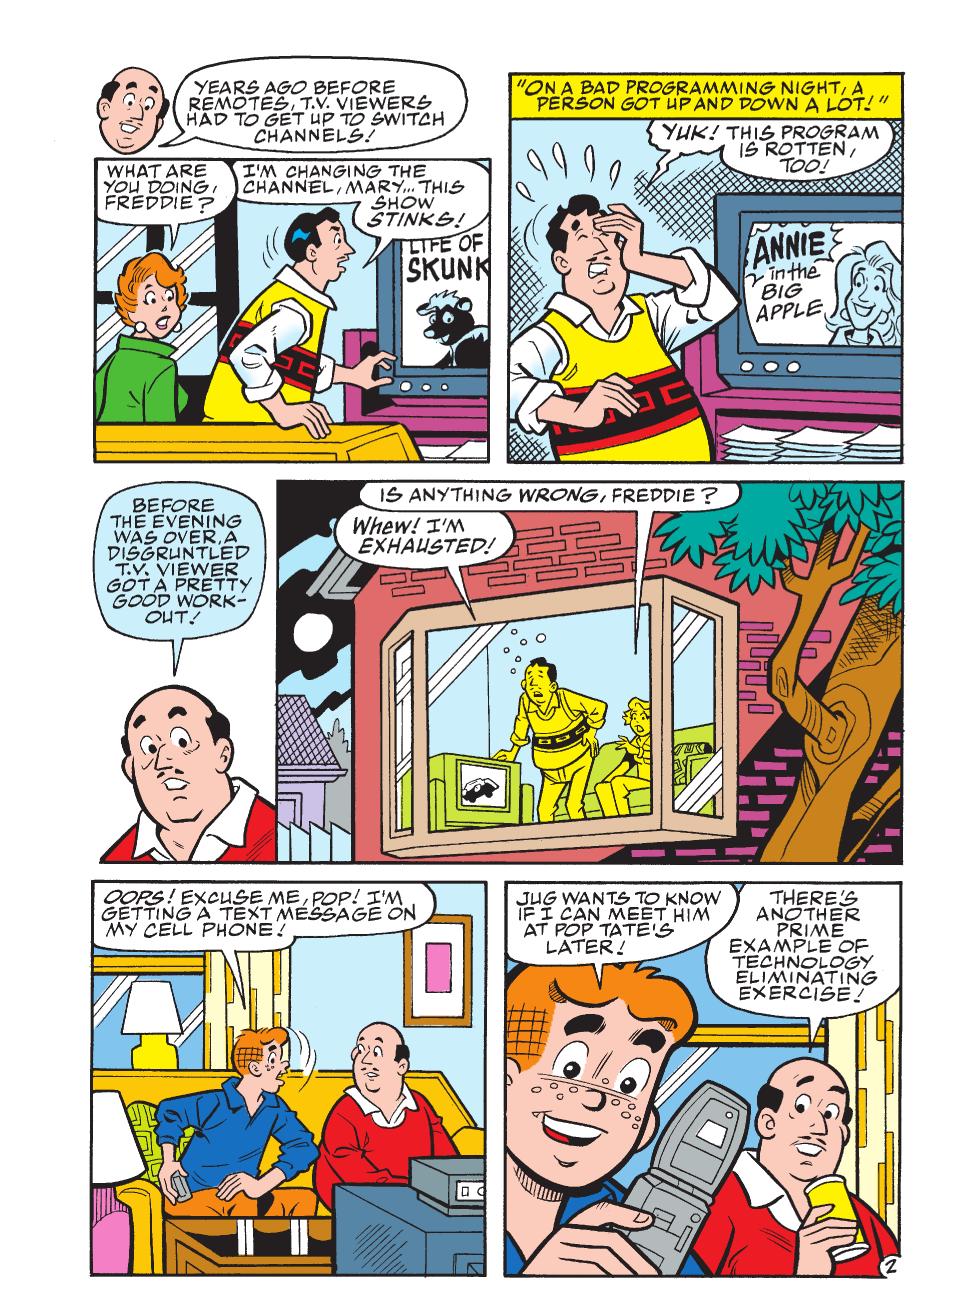 YEARS AGO BEFORE
REMOTES, T.V. VIEWERS
HAD TO GET UP TO SWITCH
CHANNELS!
WHAT ARE
YOU DOING,
FREDDIE?
I'M CHANGING THE
CHANNEL, MARY... THIS
SHOW
STINKS!
LIFE OF
SKUNK
"ON A BAD PROGRAMMING NIGHT, A
PERSON GOT UP AND DOWN A LOT!"
YUK! THIS PROGRAM
IS ROTTEN,
TOO!
ANNIE
in the
BIG
APPLE
BEFORE
THE EVENING
WAS OVER, A
DISGRUNTLED
T.V. VIEWER
GOT A PRETTY
GOOD WORK-
OUT!
IS ANYTHING WRONG, FREDDIE?
Whew! I'M
EXHAUSTED!
OOPS! EXCUSE ME, POP! I'M
GETTING A TEXT MESSAGE ON
MY CELL PHONE!
JUG WANTS TO KNOW
IF I CAN MEET HIM
AT POP TATE'S
LATER!
THERE'S
ANOTHER
PRIME
EXAMPLE OF
TECHNOLOGY
ELIMINATING
EXERCISE!
2